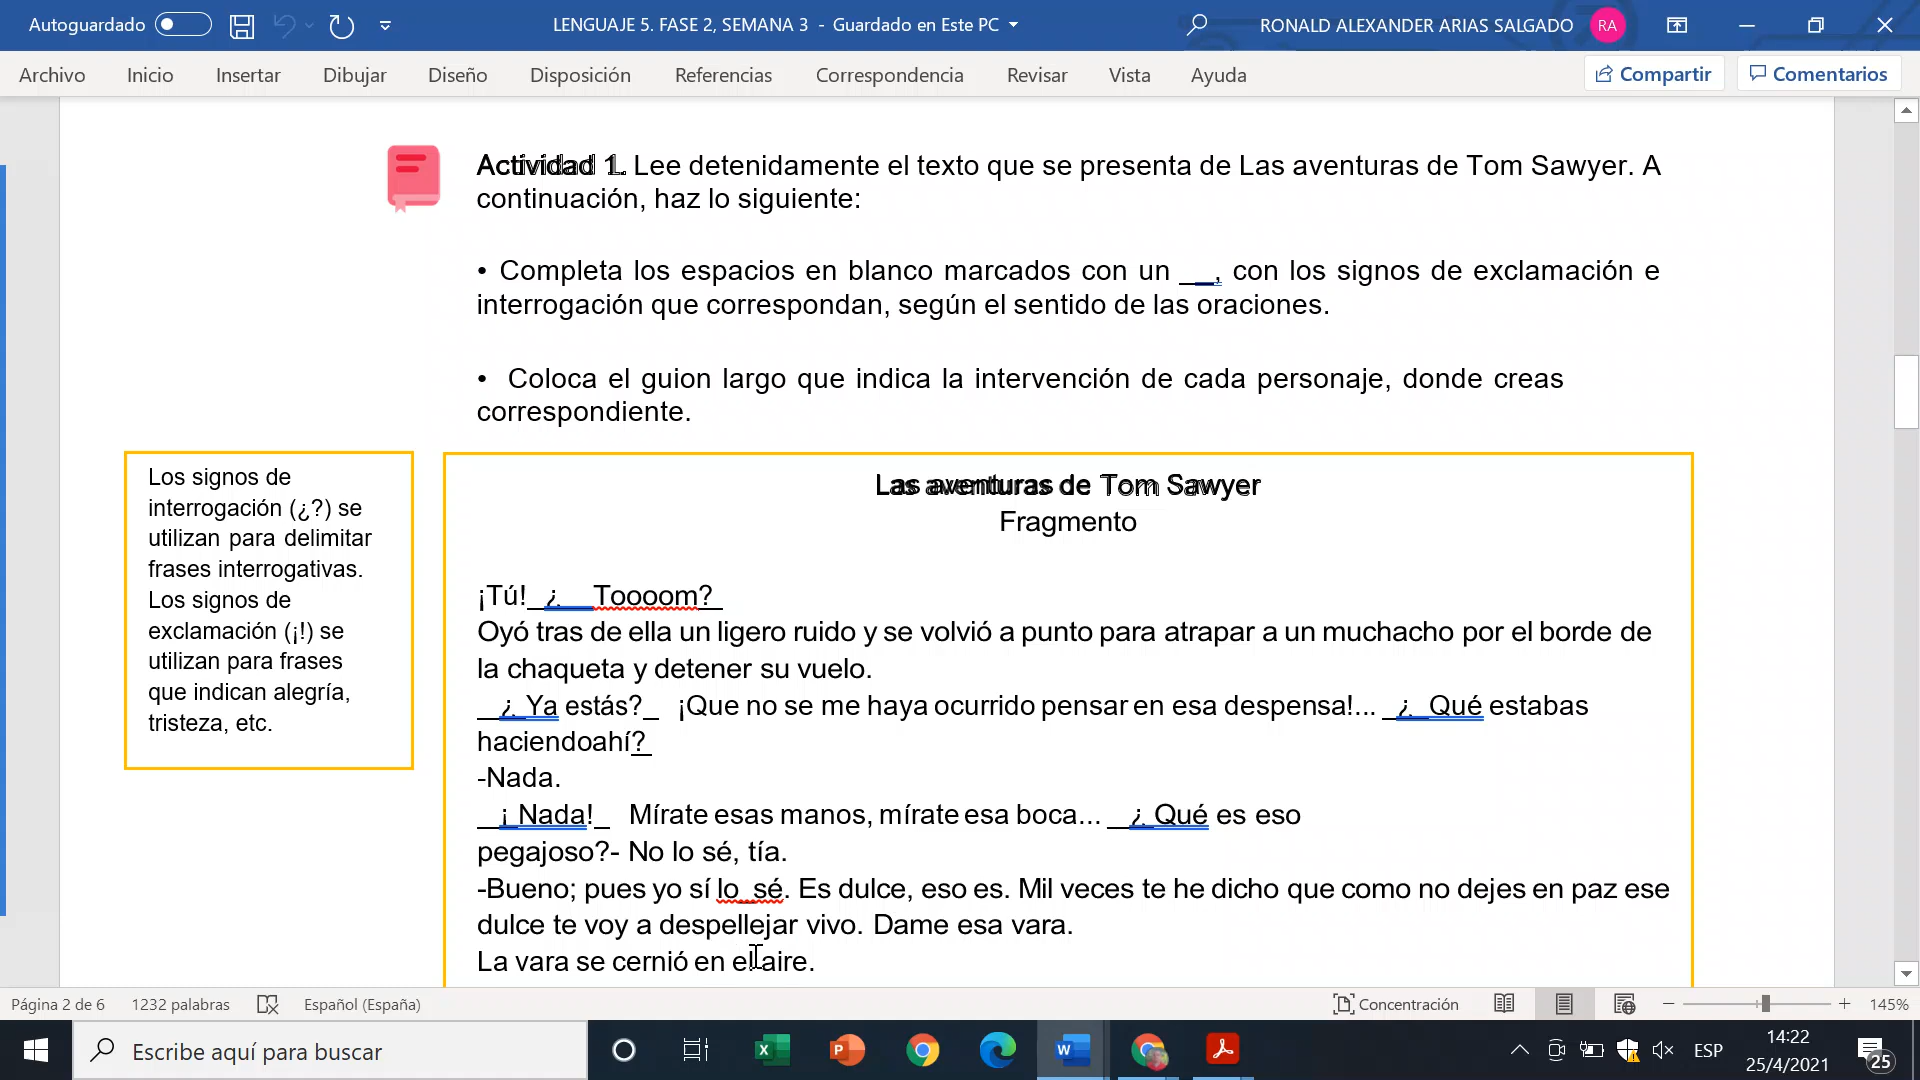 Autoguardado
LENGUAJE 5. FASE 2, SEMANA 3 - Guardado en Este PC
RONALD ALEXANDER ARIAS SALGADO
RA
Archivo Inicio Insertar Dibujar Diseño Disposición Referencias Correspondencia Revisar Vista Ayuda
Compartir
Comentarios
Actividad 1. Lee detenidamente el texto que se presenta de Las aventuras de Tom Sawyer. A
continuación, haz lo siguiente:
• Completa los espacios en blanco marcados con un __, con los signos de exclamación e
interrogación que correspondan, según el sentido de las oraciones.
• Coloca el guion largo que indica la intervención de cada personaje, donde creas
correspondiente.
Los signos de
interrogación (¿?) se
utilizan para delimitar
frases interrogativas.
Los signos de
exclamación (¡!) se
utilizan para frases
que indican alegría,
tristeza, etc.
Las aventuras de Tom Sawyer
Fragmento
¡Tú!_¿__Toooom?_
Oyó tras de ella un ligero ruido y se volvió a punto para atrapar a un muchacho por el borde de
la chaqueta y detener su vuelo.
_¿_Ya estás?_ ¡Que no se me haya ocurrido pensar en esa despensa!... _¿_Qué estabas
haciendoahí?_
-Nada.
_¡_Nada!_ Mírate esas manos, mírate esa boca... _¿_Qué es eso
pegajoso?- No lo sé, tía.
-Bueno; pues yo sí lo_sé. Es dulce, eso es. Mil veces te he dicho que como no dejes en paz ese
dulce te voy a despellejar vivo. Dame esa vara.
La vara se cernió en el aire.
Página 2 de 6
1232 palabras
Español (España)
Concentración
145%
Escribe aquí para buscar
ESP
14:22
25/4/2021
25